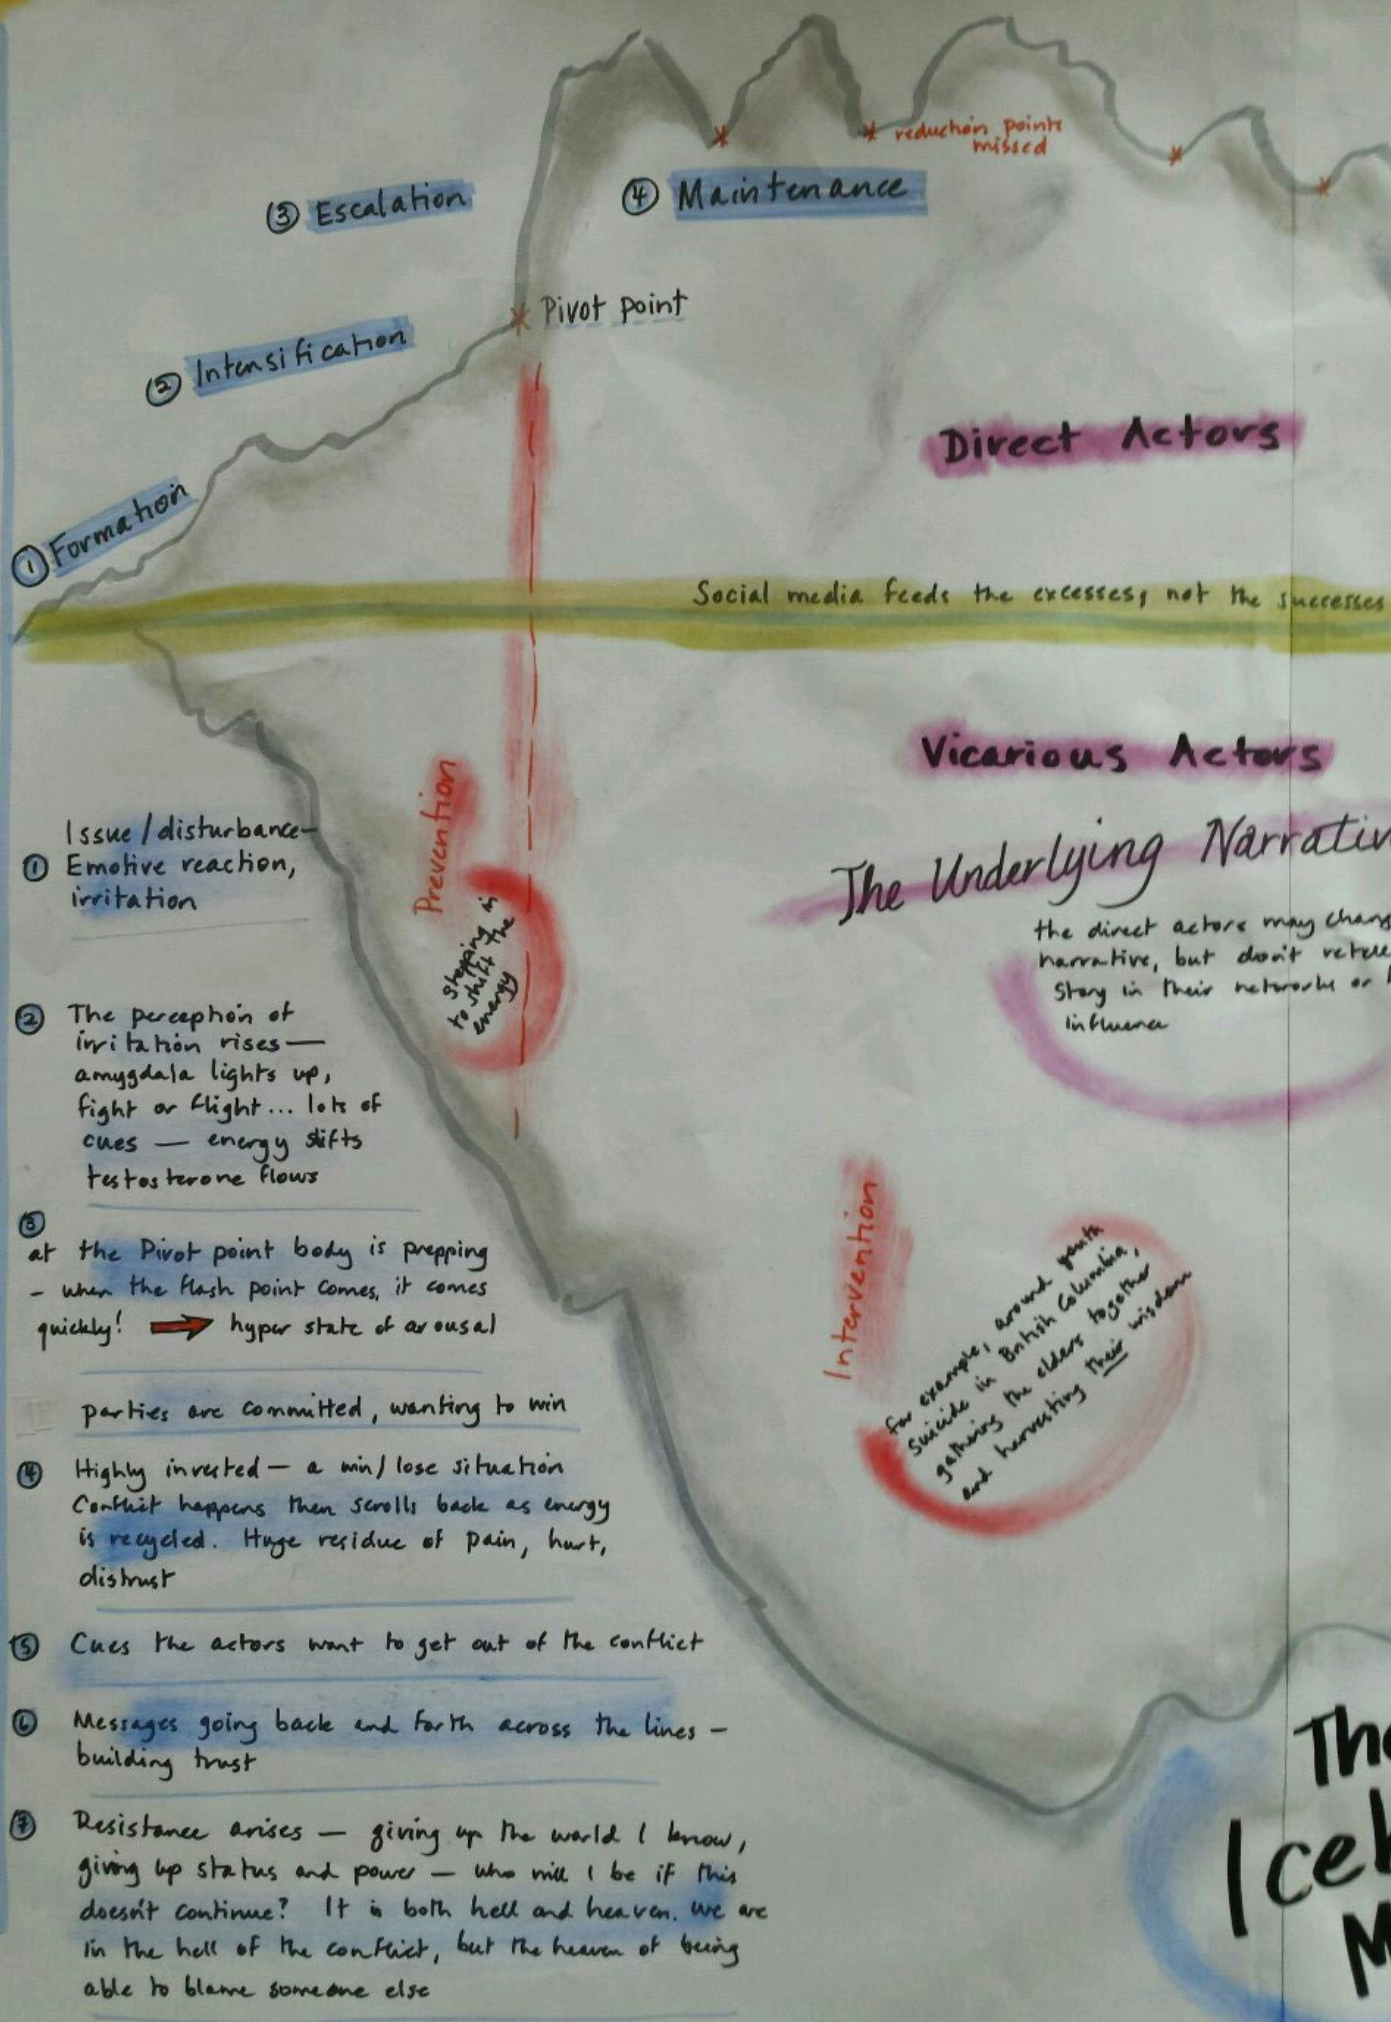 reduction points
missed
③ Escalation
④ Maintenance
Pivot point
② Intensification
Direct Actors
① Formation
Social media feeds the excesses, not the successes
Vicarious Actors
The Underlying Narrativ
the direct actors may chang
narrative, but don't
Story in their networks or
influence
Prevention
Stepping in
to shift the
energy
Intervention
for example, around youth
suicide in British Columbia,
gathering the elders together
and harvesting their wisdom
Issue/disturbance—
① Emotive reaction,
irritation
② The perception of
irritation rises—
amygdala lights up,
fight or flight... lots of
cues — energy shifts
testosterone flows
③
at the Pivot point body is prepping
- when the flash point comes, it comes
quickly! → hyper state of arousal
parties are committed, wanting to win
④ Highly invested — a win/lose situation
Conflict happens then scrolls back as energy
is recycled. Huge residue of pain, hurt,
distrust
⑤ Cues the actors want to get out of the conflict
⑥ Messages going back and forth across the lines —
building trust
⑦ Resistance arises — giving up the world I know,
giving up status and power — who will I be if this
doesn't continue? It is both hell and heaven. We are
in the hell of the conflict, but the heaven of being
able to blame someone else
The
Iceb
M